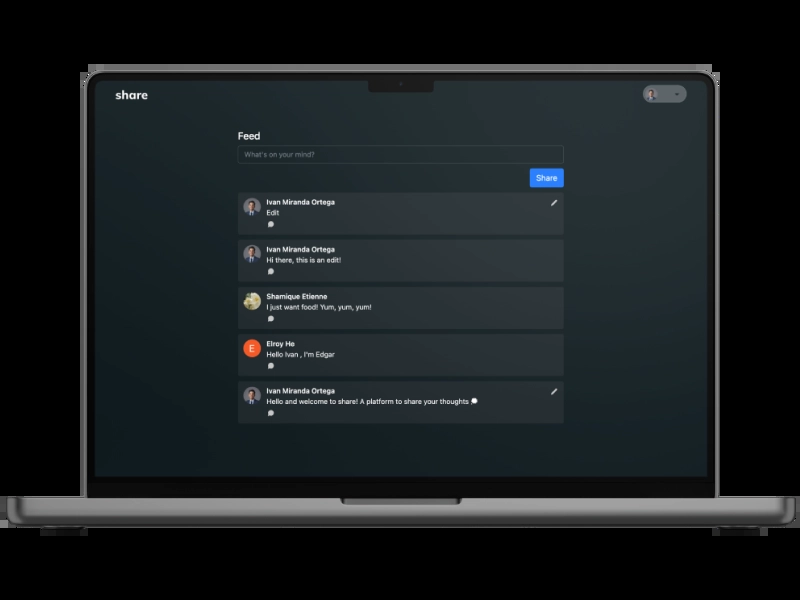 share
Feed
What's on your mind?
Share
Ivan Miranda Ortega
Edit
Ivan Miranda Ortega
Hi there, this is an edit!
Shamique Etienne
I just want food! Yum, yum, yum!
E
Elroy He
Hello Ivan , I'm Edgar
Ivan Miranda Ortega
Hello and welcome to share! A platform to share your thoughts 💭